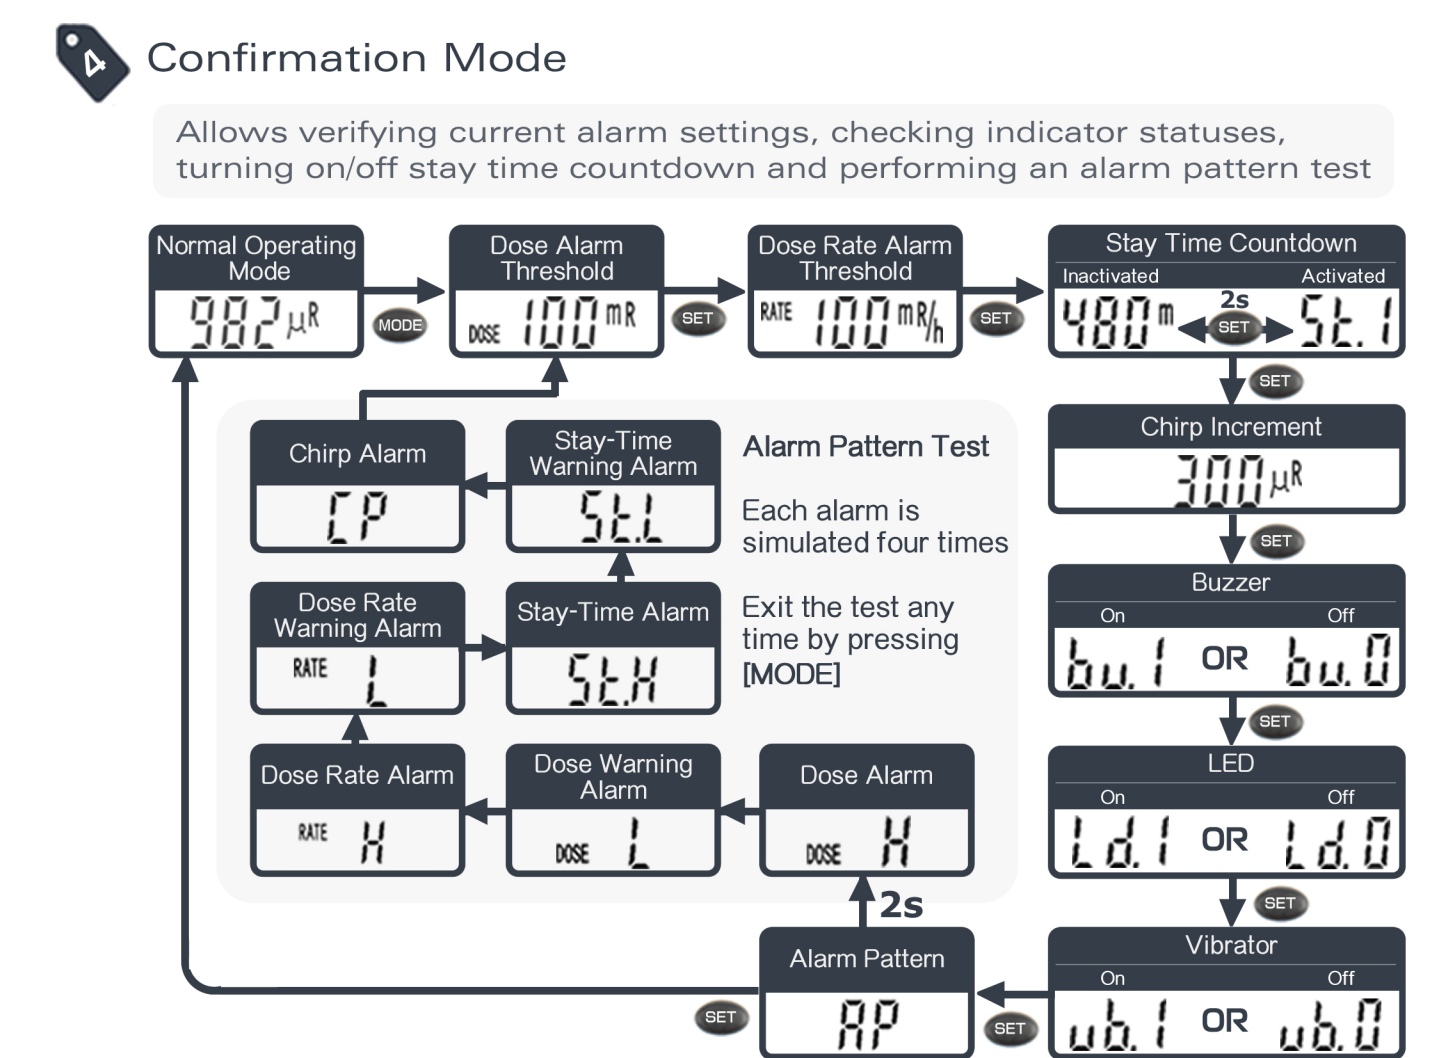 4
Confirmation Mode
Allows verifying current alarm settings, checking indicator statuses,
turning on/off stay time countdown and performing an alarm pattern test
Normal Operating
Mode
982 µR
MODE
Dose Alarm
Threshold
DOSE 100 mR
SET
Dose Rate Alarm
Threshold
RATE 100 mR/h
SET
Stay Time Countdown
Inactivated Activated
480 m 2s SET St.1
SET
Chirp Increment
300 µR
SET
Buzzer
On Off
bu.1 OR bu.0
SET
LED
On Off
Ld.1 OR Ld.0
SET
Vibrator
On Off
ub.1 OR ub.0
SET
Alarm Pattern
AP
SET
2s
Dose Alarm
DOSE H
Dose Warning
Alarm
DOSE L
Dose Rate Alarm
RATE H
Dose Rate
Warning Alarm
RATE L
Stay-Time Alarm
St.H
Stay-Time
Warning Alarm
St.L
Chirp Alarm
CP
Alarm Pattern Test
Each alarm is
simulated four times
Exit the test any
time by pressing
[MODE]